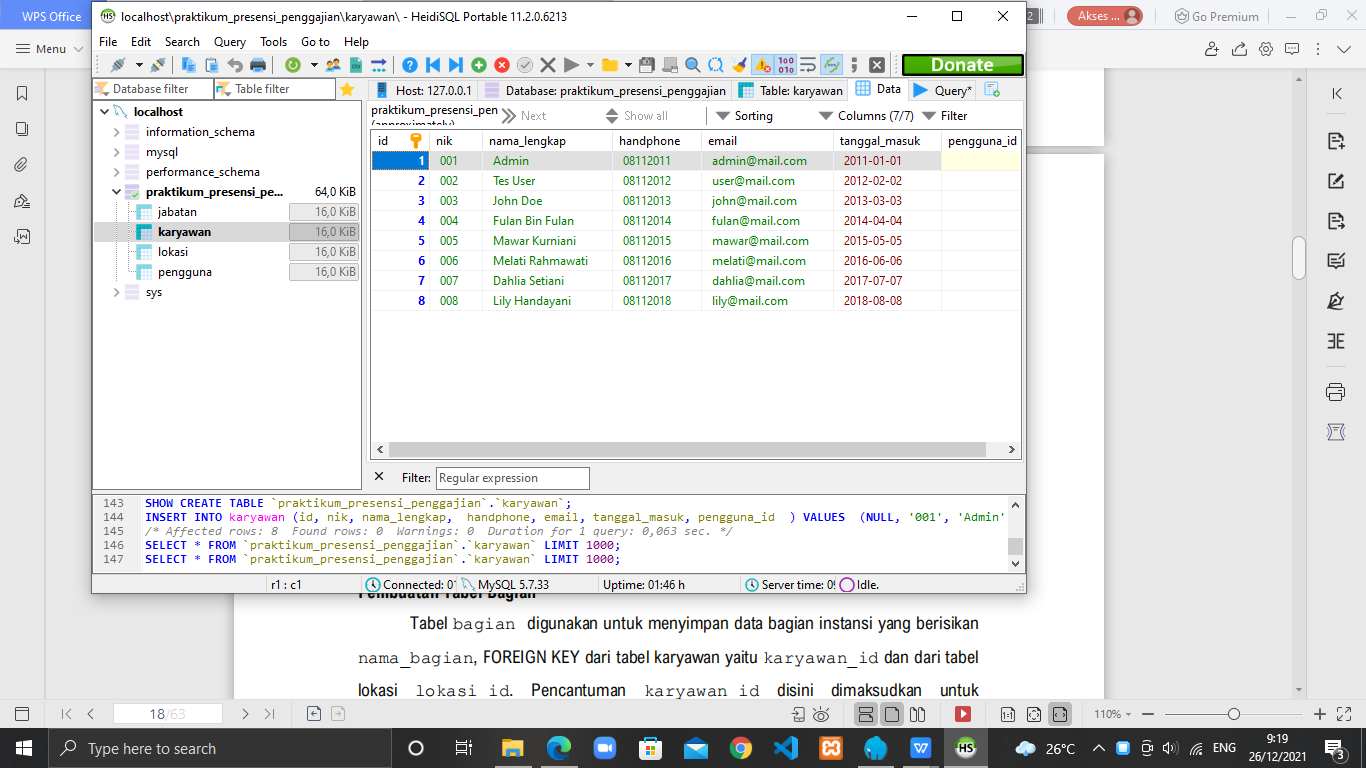 WPS Office
localhost\praktikum_presensi_penggajian\karyawan\ - HeidiSQL Portable 11.2.0.6213
2
Akses ...
Go Premium
Menu
File Edit Search Query Tools Go to Help
Donate
Database filter
Table filter
Host: 127.0.0.1
Database: praktikum_presensi_penggajian
Table: karyawan
Data
Query*
praktikum_presensi_pen
Next
Show all
Sorting
Columns (7/7)
Filter
localhost
information_schema
mysql
performance_schema
praktikum_presensi_pe... 64,0 KiB
jabatan 16,0 KiB
karyawan 16,0 KiB
lokasi 16,0 KiB
pengguna 16,0 KiB
sys
id nik nama_lengkap handphone email tanggal_masuk pengguna_id
1 001 Admin 08112011 admin@mail.com 2011-01-01
2 002 Tes User 08112012 user@mail.com 2012-02-02
3 003 John Doe 08112013 john@mail.com 2013-03-03
4 004 Fulan Bin Fulan 08112014 fulan@mail.com 2014-04-04
5 005 Mawar Kurniani 08112015 mawar@mail.com 2015-05-05
6 006 Melati Rahmawati 08112016 melati@mail.com 2016-06-06
7 007 Dahlia Setiani 08112017 dahlia@mail.com 2017-07-07
8 008 Lily Handayani 08112018 lily@mail.com 2018-08-08
Filter: Regular expression
143 SHOW CREATE TABLE `praktikum_presensi_penggajian`.`karyawan`;
144 INSERT INTO karyawan (id, nik, nama_lengkap, handphone, email, tanggal_masuk, pengguna_id ) VALUES (NULL, '001', 'Admin'
145 /* Affected rows: 8 Found rows: 0 Warnings: 0 Duration for 1 query: 0,063 sec. */
146 SELECT * FROM `praktikum_presensi_penggajian`.`karyawan` LIMIT 1000;
147 SELECT * FROM `praktikum_presensi_penggajian`.`karyawan` LIMIT 1000;
r1 : c1
Connected:
MySQL 5.7.33
Uptime: 01:46 h
Server time:
Idle.
Pembuatan Tabel Bagian
Tabel bagian digunakan untuk menyimpan data bagian instansi yang berisikan
nama_bagian, FOREIGN KEY dari tabel karyawan yaitu karyawan_id dan dari tabel
lokasi lokasi_id. Pencantuman karyawan_id disini dimaksudkan untuk
18/63
110%
Type here to search
26°C
ENG
9:19
26/12/2021
3